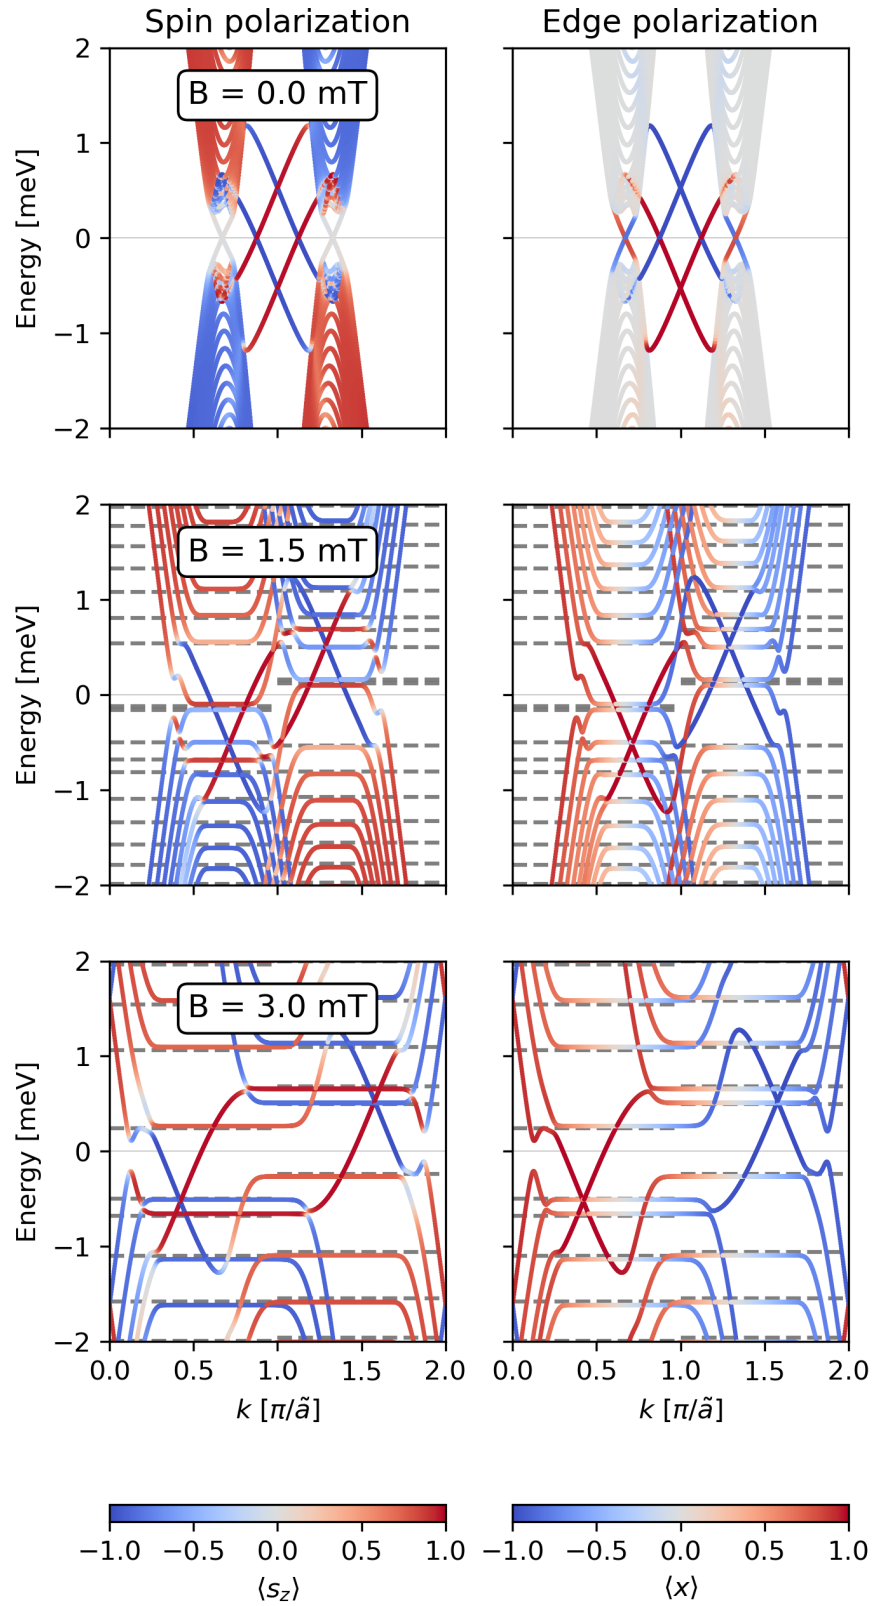 Spin polarization
Edge polarization
B = 0.0 mT
Energy [meV]
2
1
0
−1
−2
B = 1.5 mT
Energy [meV]
2
1
0
−1
−2
B = 3.0 mT
Energy [meV]
2
1
0
−1
−2
0.0 0.5 1.0 1.5 2.0
k [π/ã]
0.0 0.5 1.0 1.5 2.0
k [π/ã]
−1.0 −0.5 0.0 0.5 1.0
⟨s_z⟩
−1.0 −0.5 0.0 0.5 1.0
⟨x⟩